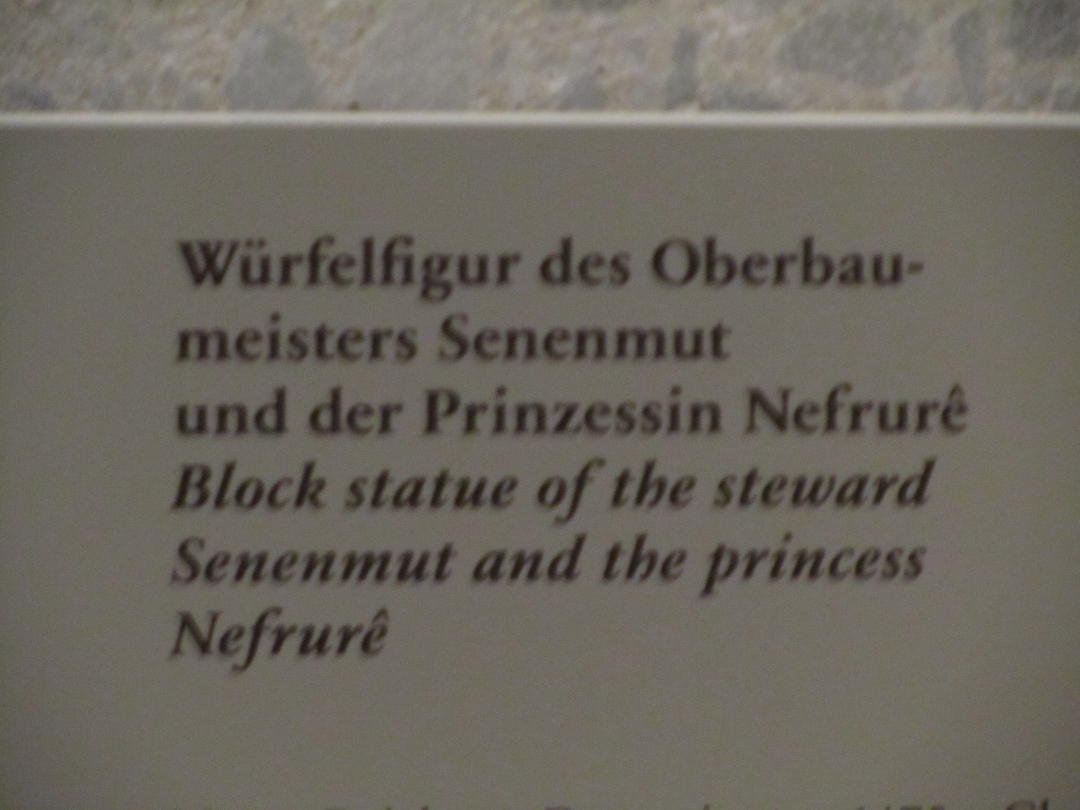 Würfelfigur des Oberbau-
meisters Senenmut
und der Prinzessin Nefrurê
Block statue of the steward
Senenmut and the princess
Nefrurê